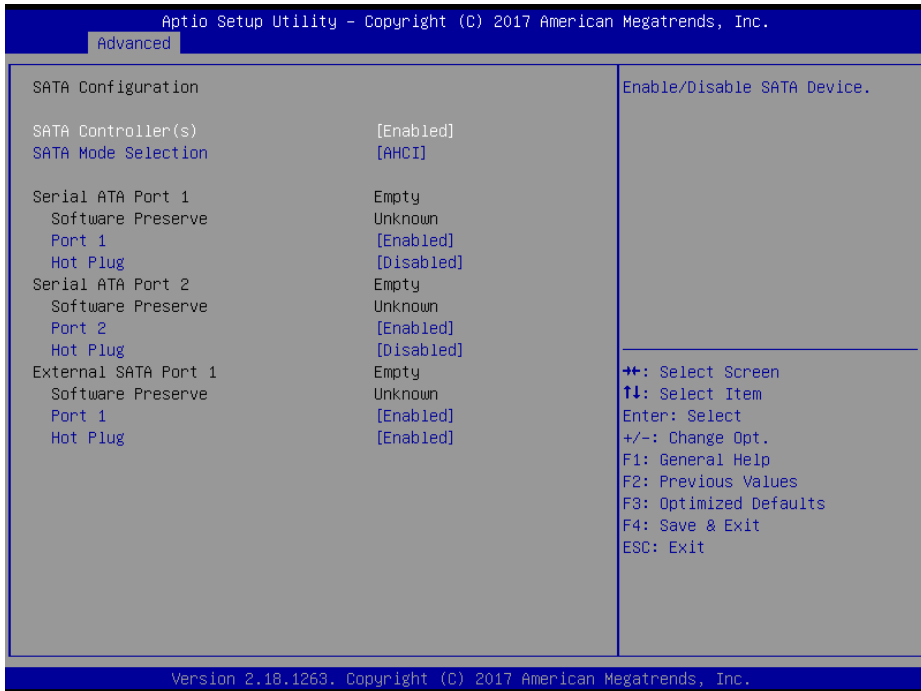 Aptio Setup Utility – Copyright (C) 2017 American Megatrends, Inc.
Advanced
SATA Configuration
SATA Controller(s) [Enabled]
SATA Mode Selection [AHCI]
Serial ATA Port 1 Empty
Software Preserve Unknown
Port 1 [Enabled]
Hot Plug [Disabled]
Serial ATA Port 2 Empty
Software Preserve Unknown
Port 2 [Enabled]
Hot Plug [Disabled]
External SATA Port 1 Empty
Software Preserve Unknown
Port 1 [Enabled]
Hot Plug [Enabled]
Enable/Disable SATA Device.
→←: Select Screen
↑↓: Select Item
Enter: Select
+/-: Change Opt.
F1: General Help
F2: Previous Values
F3: Optimized Defaults
F4: Save & Exit
ESC: Exit
Version 2.18.1263. Copyright (C) 2017 American Megatrends, Inc.